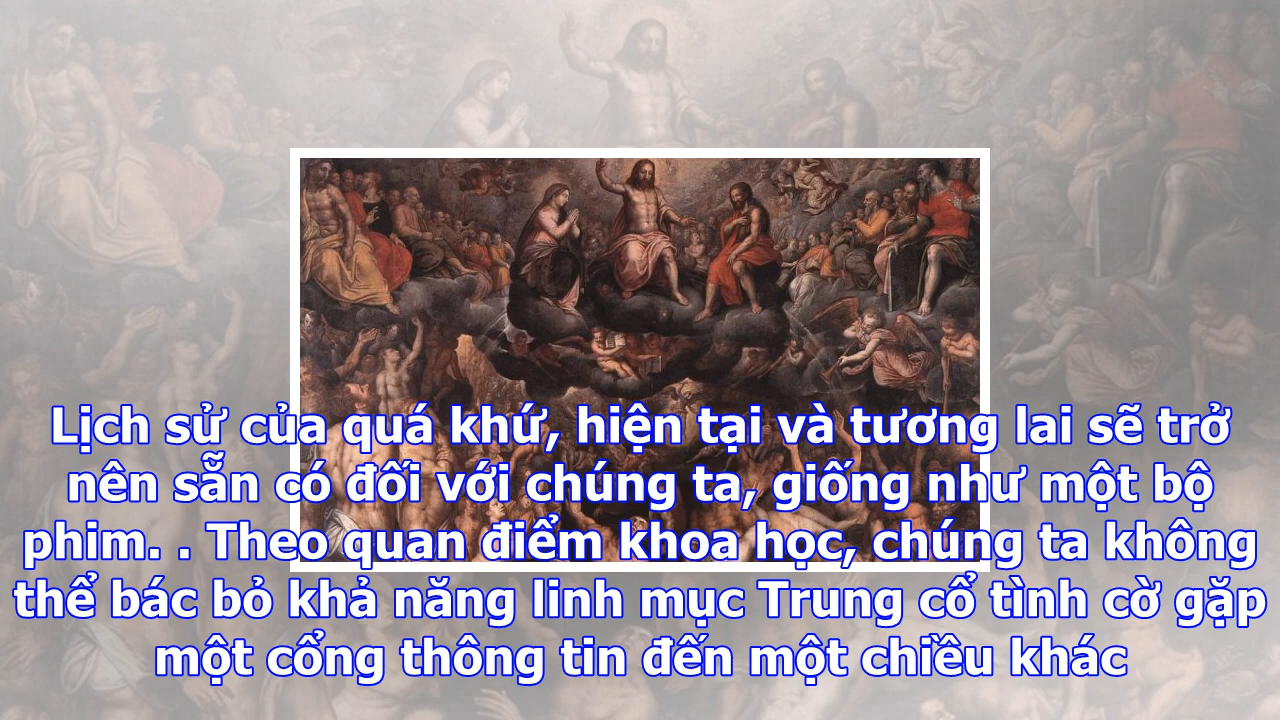 Lịch sử của quá khứ, hiện tại và tương lai sẽ trở
nên sẵn có đối với chúng ta, giống như một bộ
phim. . Theo quan điểm khoa học, chúng ta không
thể bác bỏ khả năng linh mục Trung cổ tình cờ gặp
một cổng thông tin đến một chiều khác